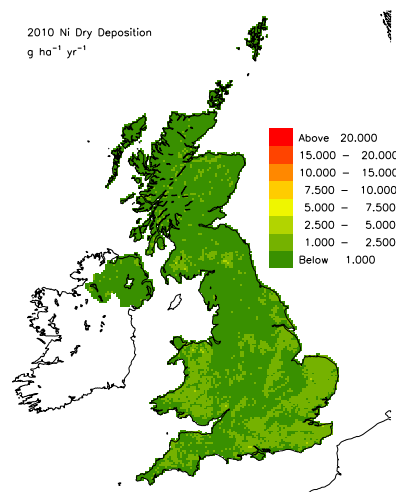 2010 Ni Dry Deposition
g ha⁻¹ yr⁻¹
Above 20.000
15.000 – 20.000
10.000 – 15.000
7.500 – 10.000
5.000 – 7.500
2.500 – 5.000
1.000 – 2.500
Below 1.000